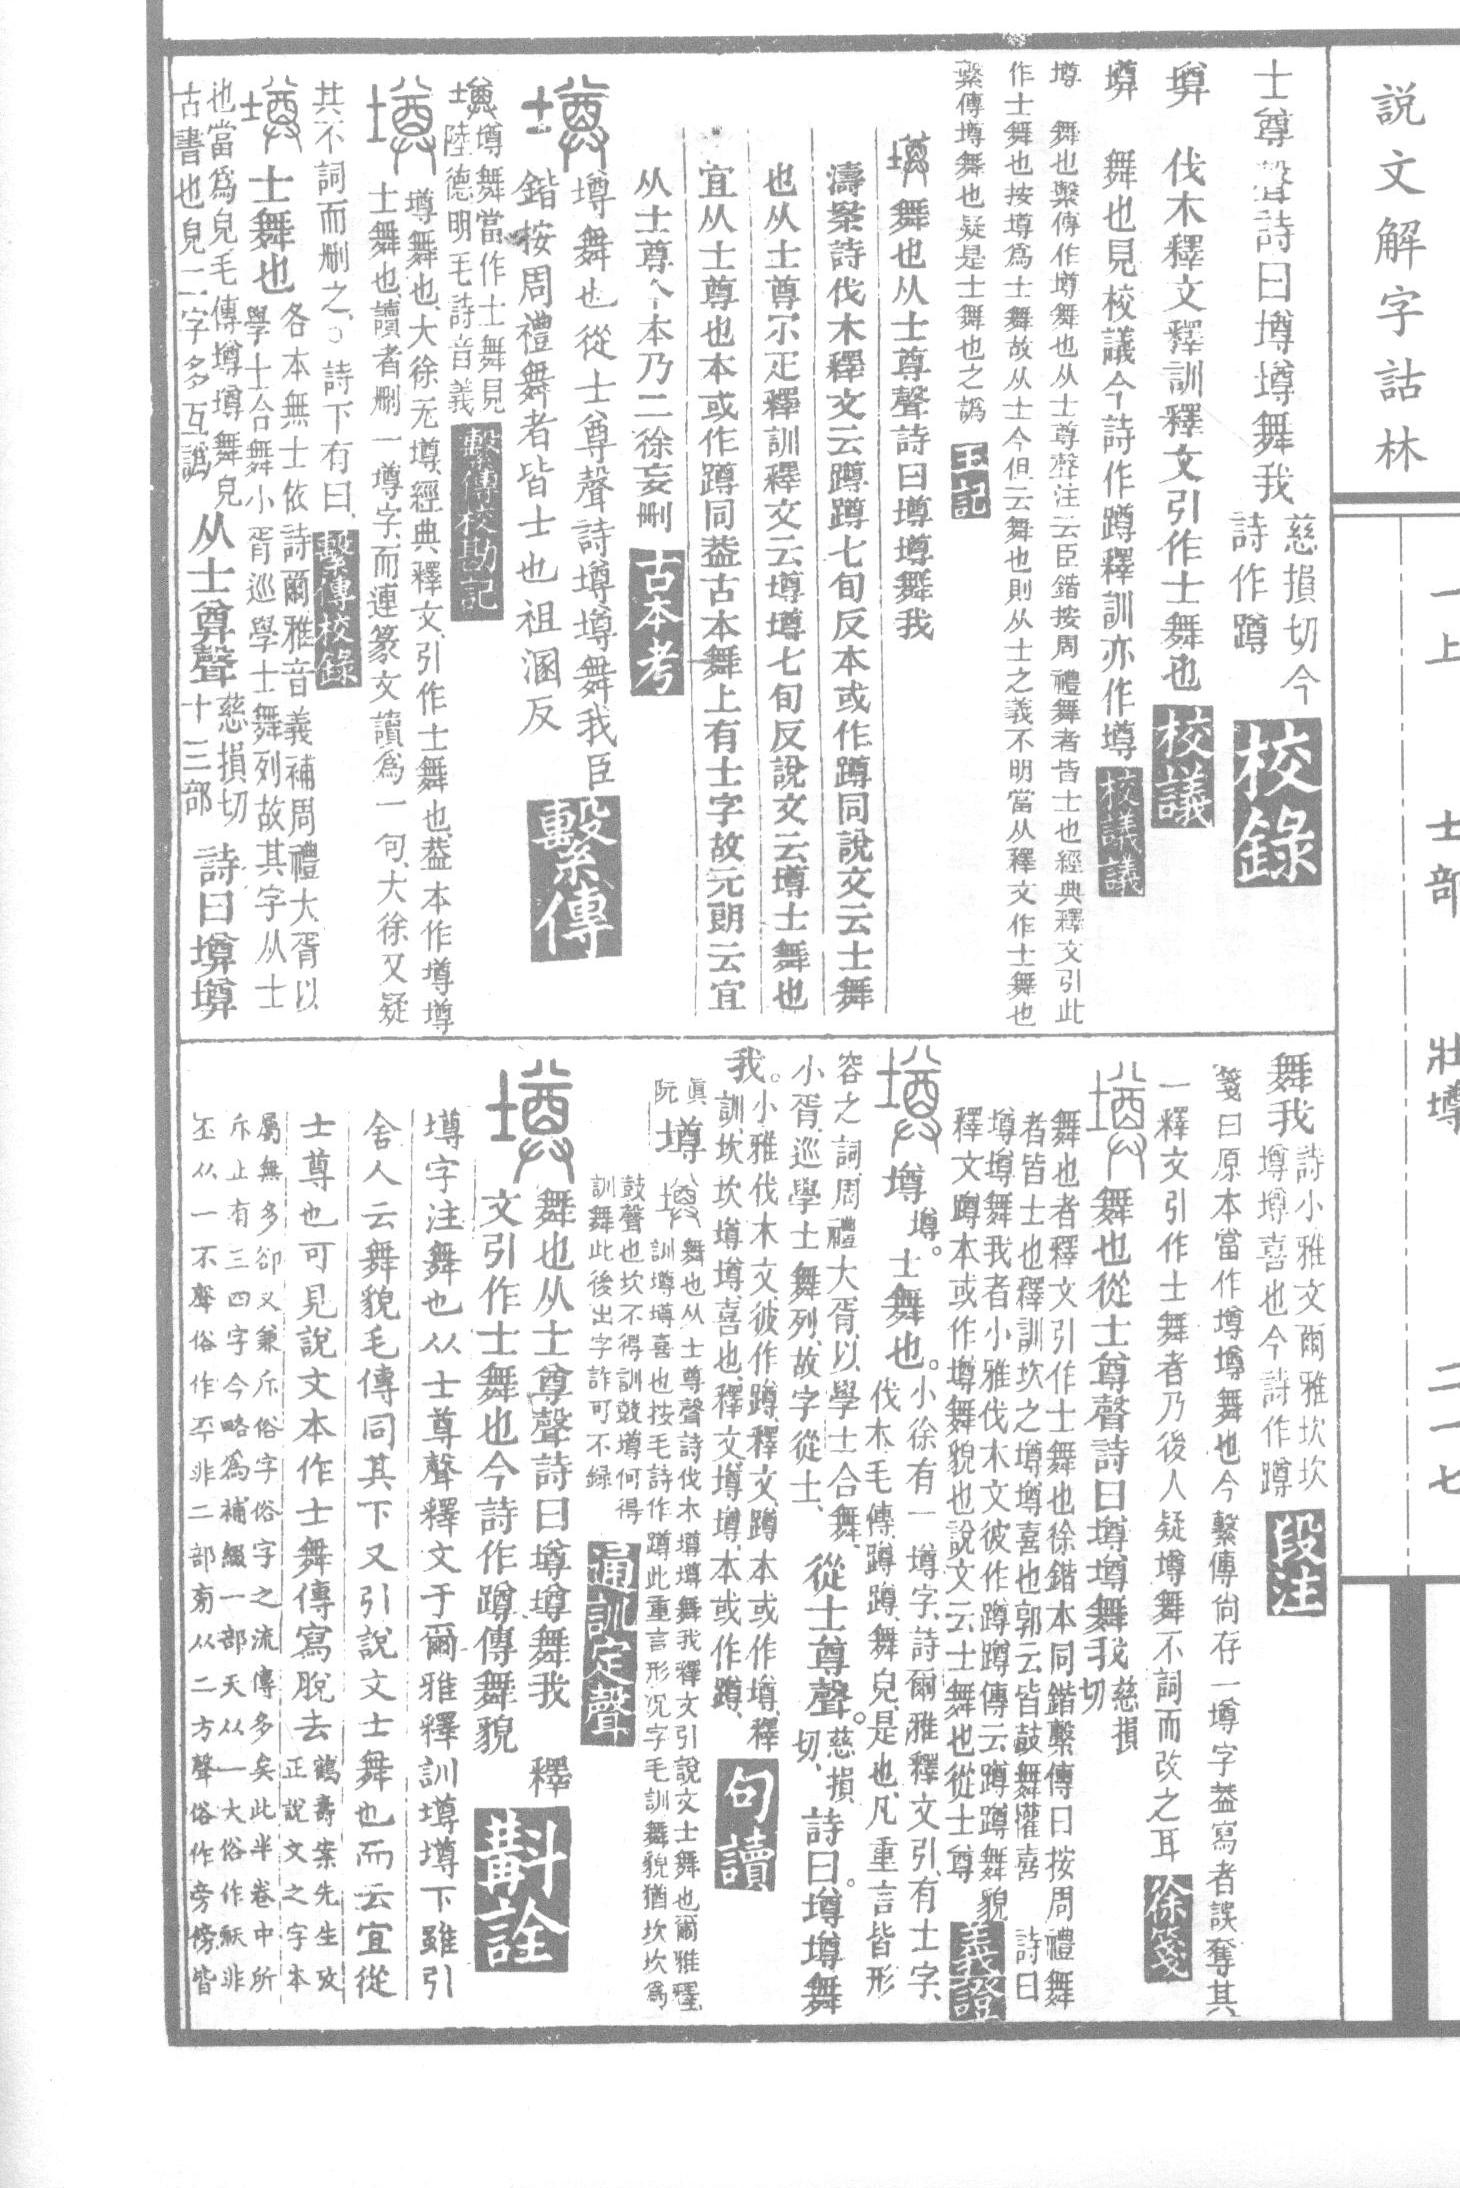 説文解字詁林
一上 士部 壯壿 二一七
士尊聲詩曰壿壿舞我 慈損切今
詩作蹲 校錄
壿 伐木釋文釋訓釋文引作士舞也 校議
壿 舞也見校議今詩作蹲釋訓亦作壿 校議議
壿 舞也繫傳作壿舞也从士尊聲注云臣鍇按周禮舞者皆士也經典釋文引此
作士舞也按壿爲士舞故从士今但云舞也則从士之義不明當从釋文作士舞也
繫傳壿舞也疑是士舞也之譌 王記
舞也从士尊聲詩曰壿壿舞我
濤案詩伐木釋文云蹲蹲七旬反本或作蹲同說文云士舞
也从士尊尒疋釋訓釋文云壿壿七旬反說文云壿士舞也
宜从士尊也本或作蹲同葢古本舞上有士字故元朗云宜
从士尊今本乃二徐妄刪 古本考
壿舞也從士尊聲詩壿壿舞我臣
鍇按周禮舞者皆士也祖溷反 繫傳
壿舞當作士舞見
陸德明毛詩音義 繫傳校勘記
壿舞也大徐无壿經典釋文引作士舞也葢本作壿壿
士舞也讀者刪一壿字而連篆文讀爲一句大徐又疑
其不詞而刪之○詩下有曰 繫傳校錄
士舞也 各本無士依詩爾雅音義補周禮大胥以
學士合舞小胥巡學士舞列故其字从士
也當爲皃毛傳壿壿舞皃
古書也皃二字多互譌 从士尊聲 慈損切
十三部 詩曰壿壿
舞我 詩小雅文爾雅坎坎
壿壿喜也今詩作蹲 段注
箋曰原本當作壿壿舞也今繫傳尙存一壿字葢寫者誤奪其
一釋文引作士舞者乃後人疑壿舞不詞而改之耳 徐箋
舞也從士尊聲詩曰壿壿舞我 慈損
切
舞也者釋文引作士舞也徐鍇本同鍇繫傳曰按周禮舞
者皆士也釋訓坎之壿壿喜也郭云皆鼓舞懽喜 詩曰
壿壿舞我者小雅伐木文彼作蹲蹲傳云蹲蹲舞貌
釋文蹲本或作壿舞貌也說文云士舞也從士尊 義證
壿壿。士舞也。小徐有一壿字、詩爾雅釋文引、有士字、
伐木毛傳、蹲蹲、舞皃、是也、凡重言皆形
容之詞、周禮大胥、以學士合舞、
小胥、巡學士舞列、故字從士、 從士尊聲。慈損
切、 詩曰、壿壿舞
我。小雅伐木文、彼作蹲、釋文、蹲本或作壿、釋
訓、坎坎壿壿、喜也、釋文、壿壿、本或作蹲、 句讀
眞
阮 壿 舞也从士尊聲詩伐木壿壿舞我釋文引說文士舞也爾雅釋
訓壿壿喜也按毛詩作蹲此重言形況字毛訓舞貌猶坎坎爲
鼓聲也坎不得訓鼓壿何得
訓舞此後出字許可不錄 通訓定聲
舞也从士尊聲詩曰壿壿舞我 釋
文引作士舞也今詩作蹲傳舞貌 斠詮
壿字注舞也从士尊聲釋文于爾雅釋訓壿壿下雖引
舍人云舞貌毛傳同其下又引說文士舞也而云宜從
士尊也可見說文本作士舞傳寫脫去 鶴壽案先生攷
正說文之字本
屬無多卻又兼斥俗字俗字之流傳多矣此半卷中所
斥止有三四字今略爲補綴一部天从一大俗作兲非
丕从一不聲俗作㔻非二部㫄从二方聲俗作旁傍皆